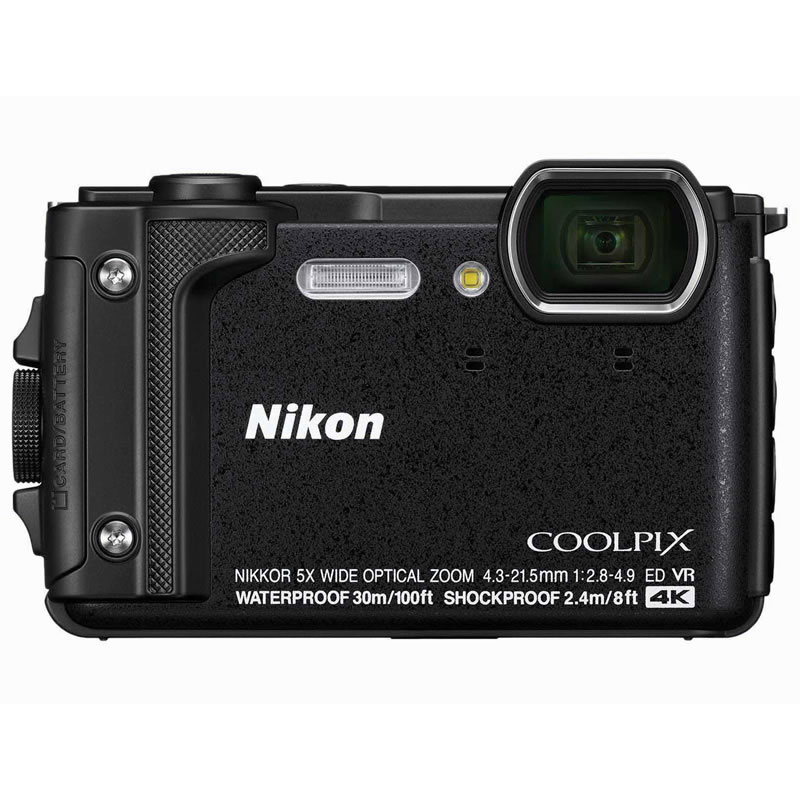 CARD/BATTERY
Nikon
COOLPIX
NIKKOR 5X WIDE OPTICAL ZOOM 4.3-21.5mm 1:2.8-4.9 ED VR
WATERPROOF 30m/100ft SHOCKPROOF 2.4m/8ft 4K